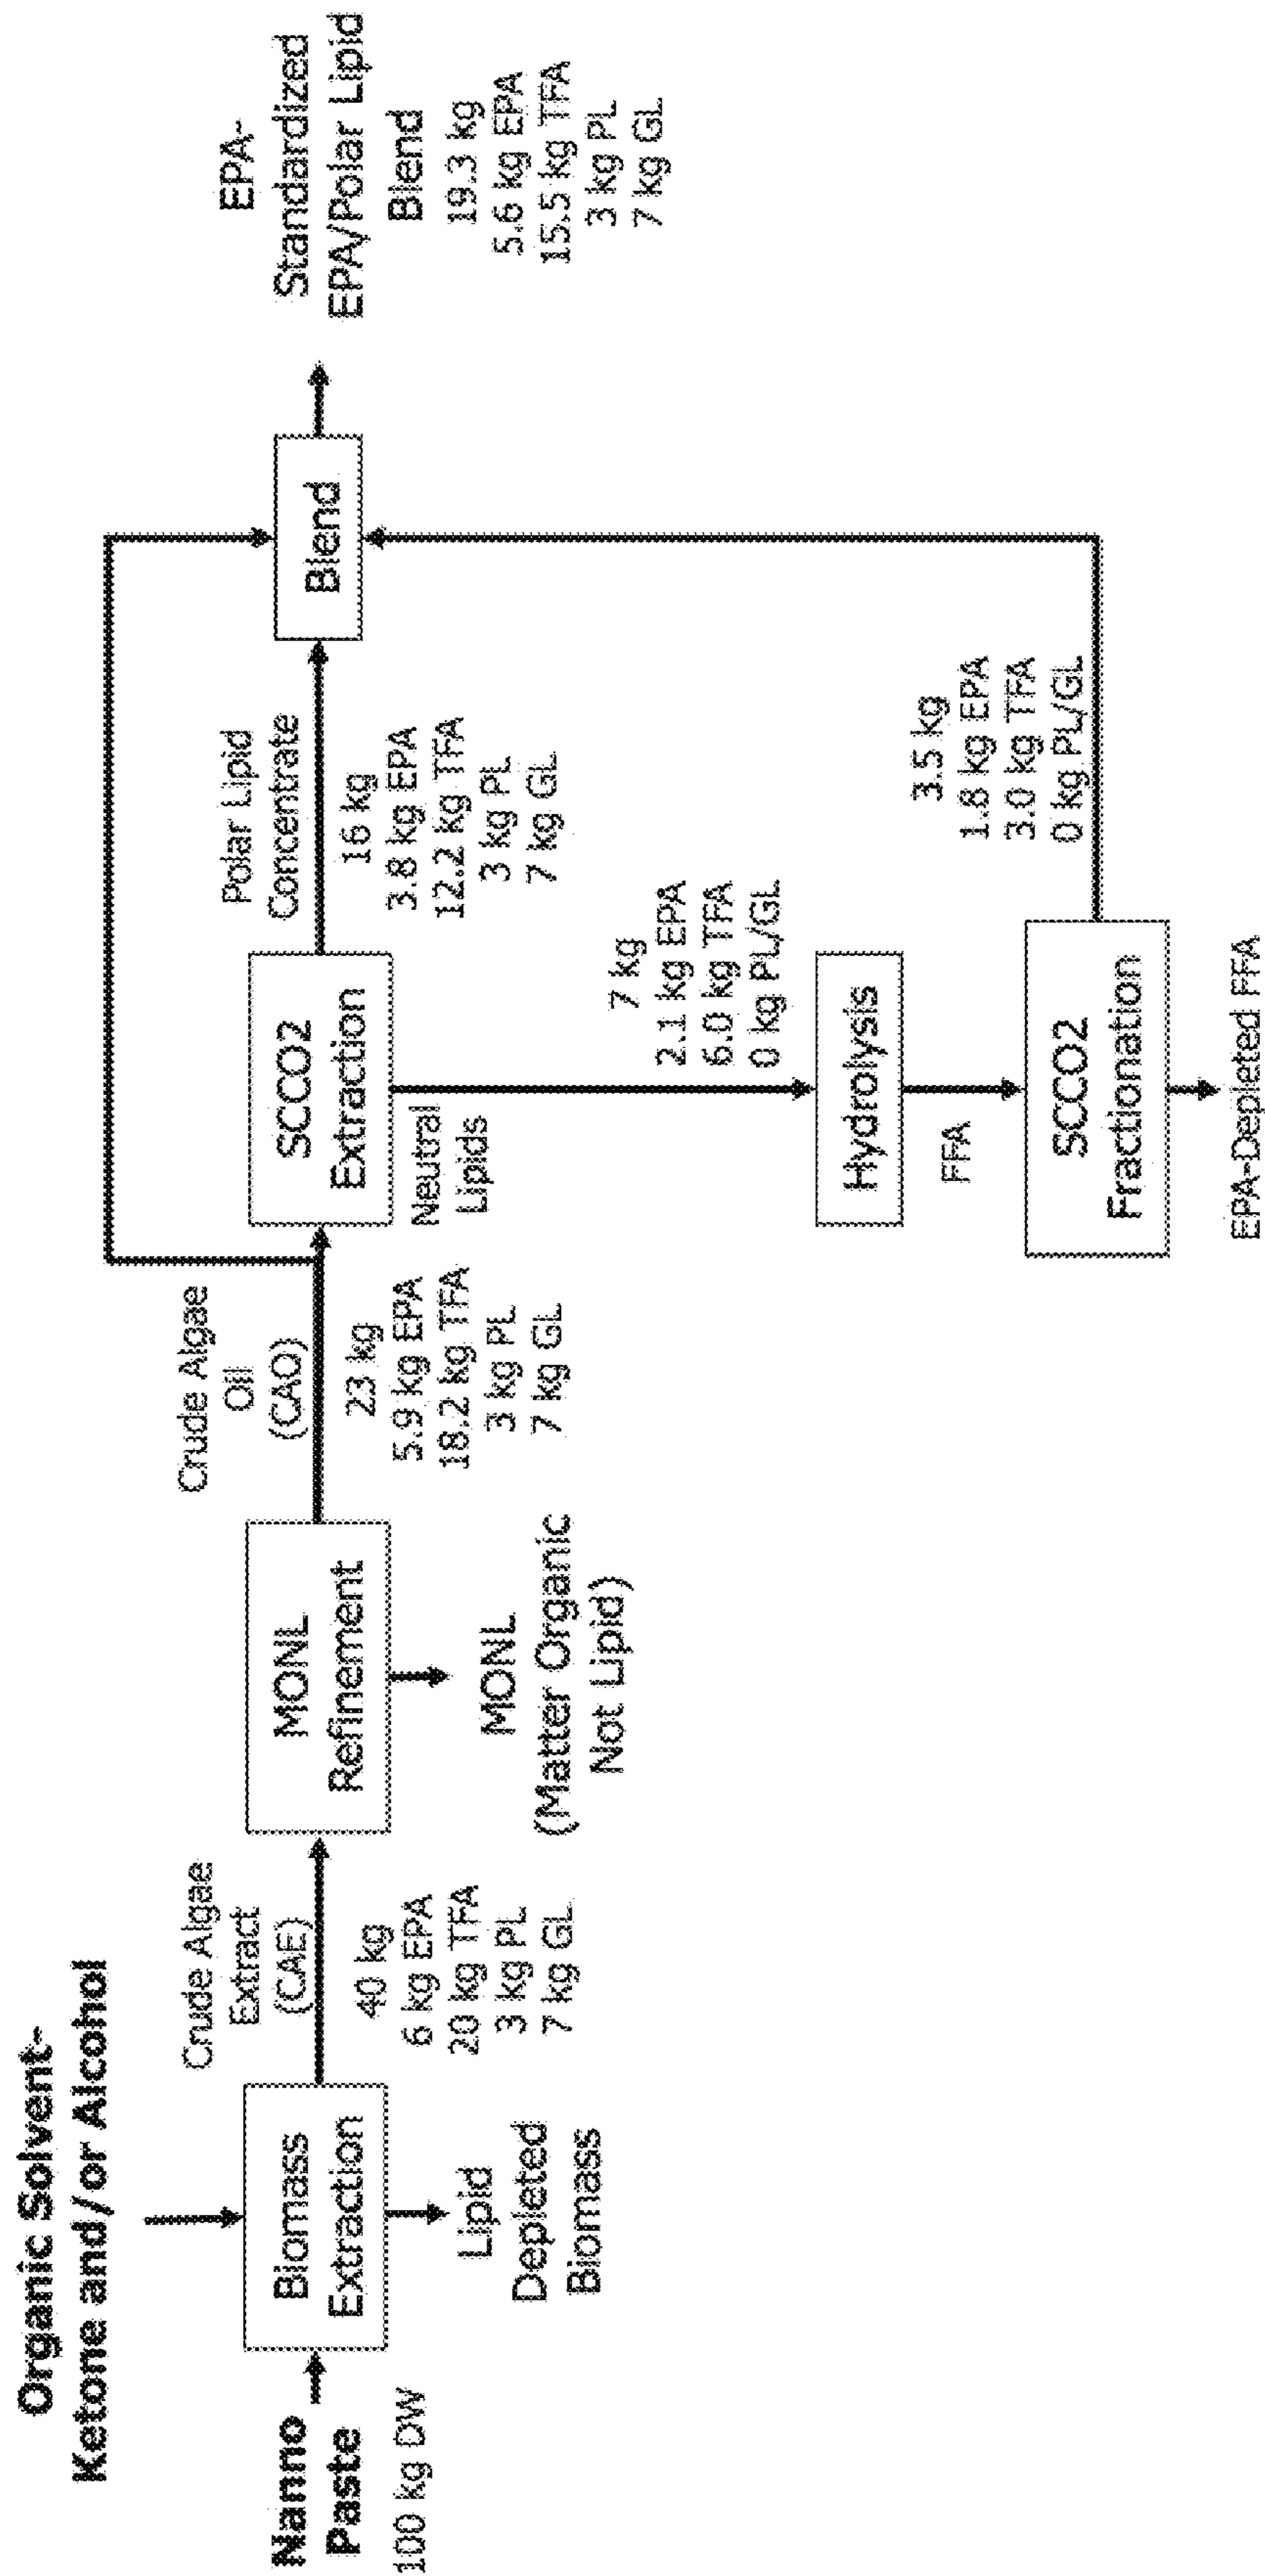 Organic Solvent-
Ketone and/or Alcohol
Nanno
Paste
100 kg DW
Biomass
Extraction
Lipid
Depleted
Biomass
Crude Algae
Extract
(CAE)
40 kg
6 kg EPA
20 kg TFA
3 kg PL
7 kg GL
MONL
Refinement
MONL
(Matter Organic
Not Lipid)
Crude Algae
Oil
(CAO)
23 kg
5.9 kg EPA
18.2 kg TFA
3 kg PL
7 kg GL
SCCO2
Extraction
Neutral
Lipids
Polar Lipid
Concentrate
16 kg
3.8 kg EPA
12.2 kg TFA
3 kg PL
7 kg GL
7 kg
2.1 kg EPA
6.0 kg TFA
0 kg PL/GL
Hydrolysis
FFA
SCCO2
Fractionation
EPA-Depleted FFA
3.5 kg
1.8 kg EPA
3.0 kg TFA
0 kg PL/GL
Blend
EPA-
Standardized
EPA/Polar Lipid
Blend
19.3 kg
5.6 kg EPA
15.5 kg TFA
3 kg PL
7 kg GL